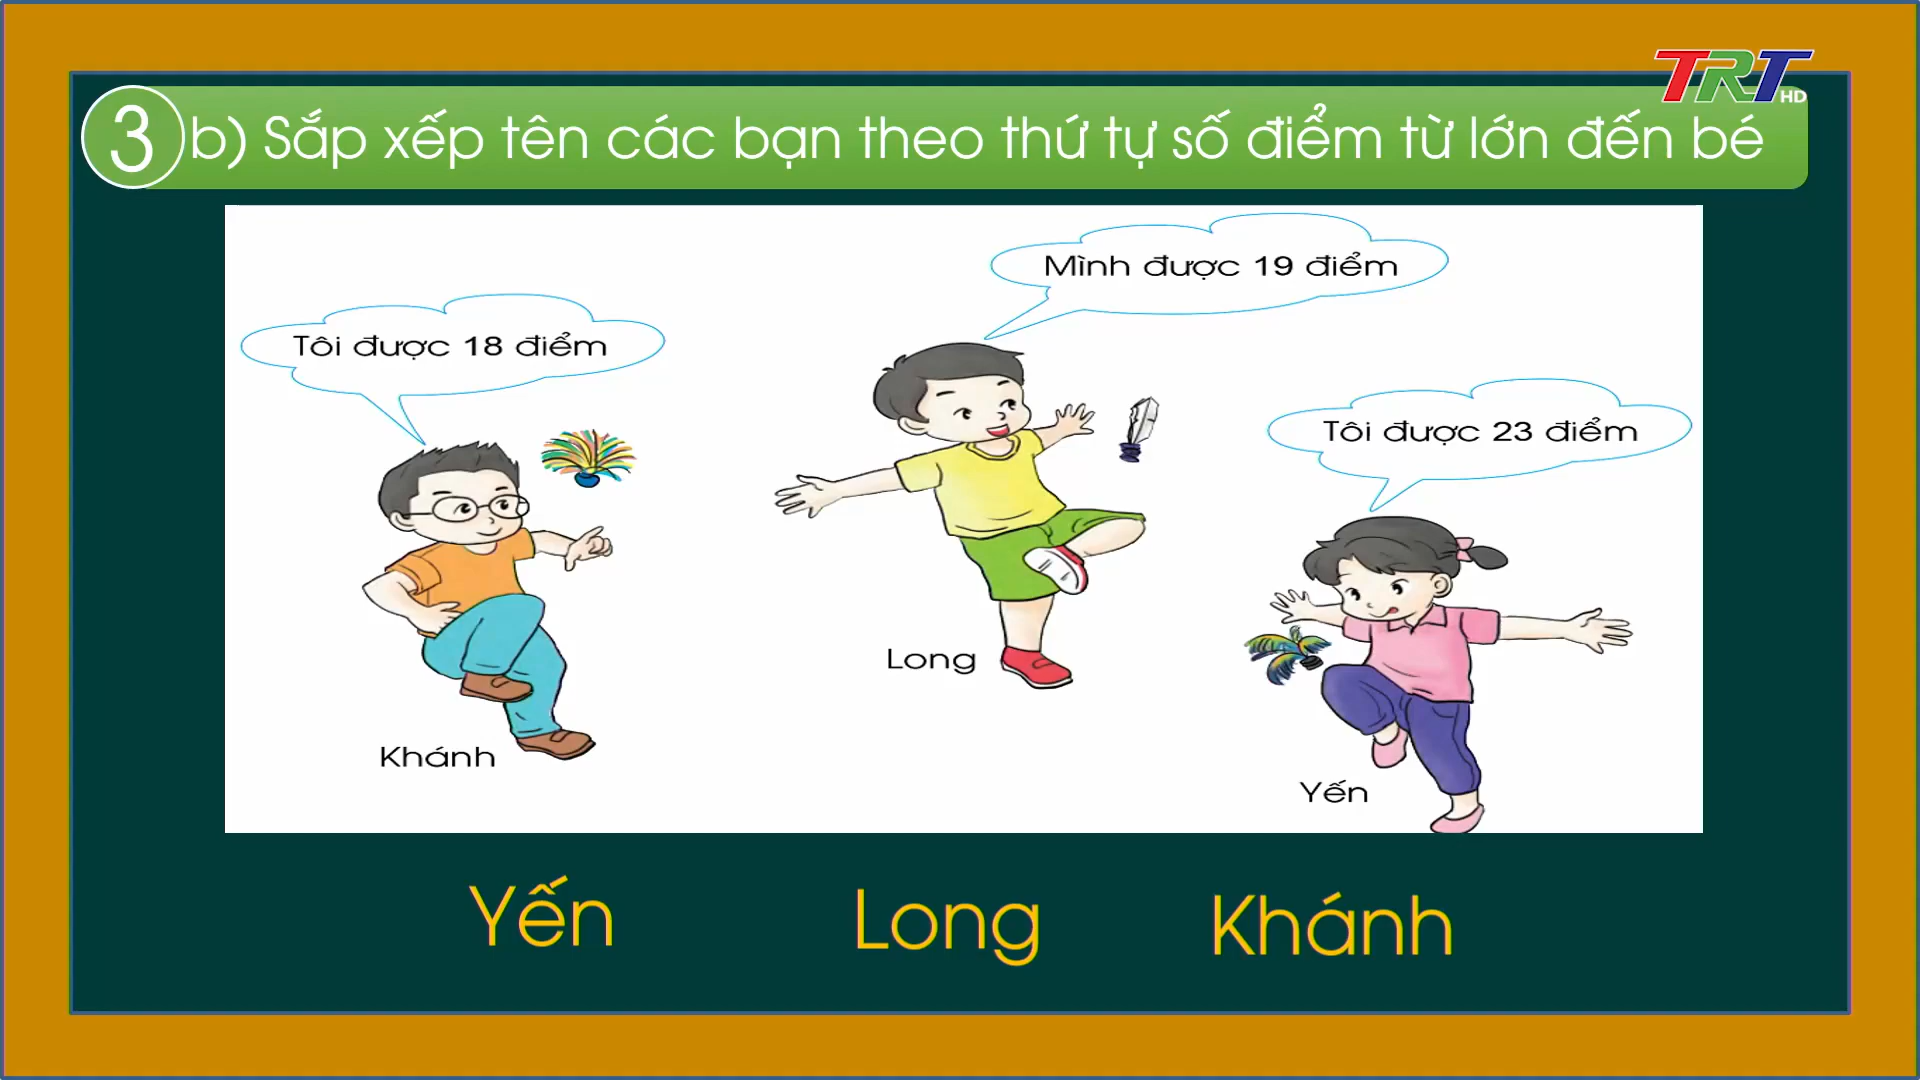 TRT HD
3 b) Sắp xếp tên các bạn theo thứ tự số điểm từ lớn đến bé
Mình được 19 điểm
Tôi được 18 điểm
Tôi được 23 điểm
Long
Khánh
Yến
Yến Long Khánh